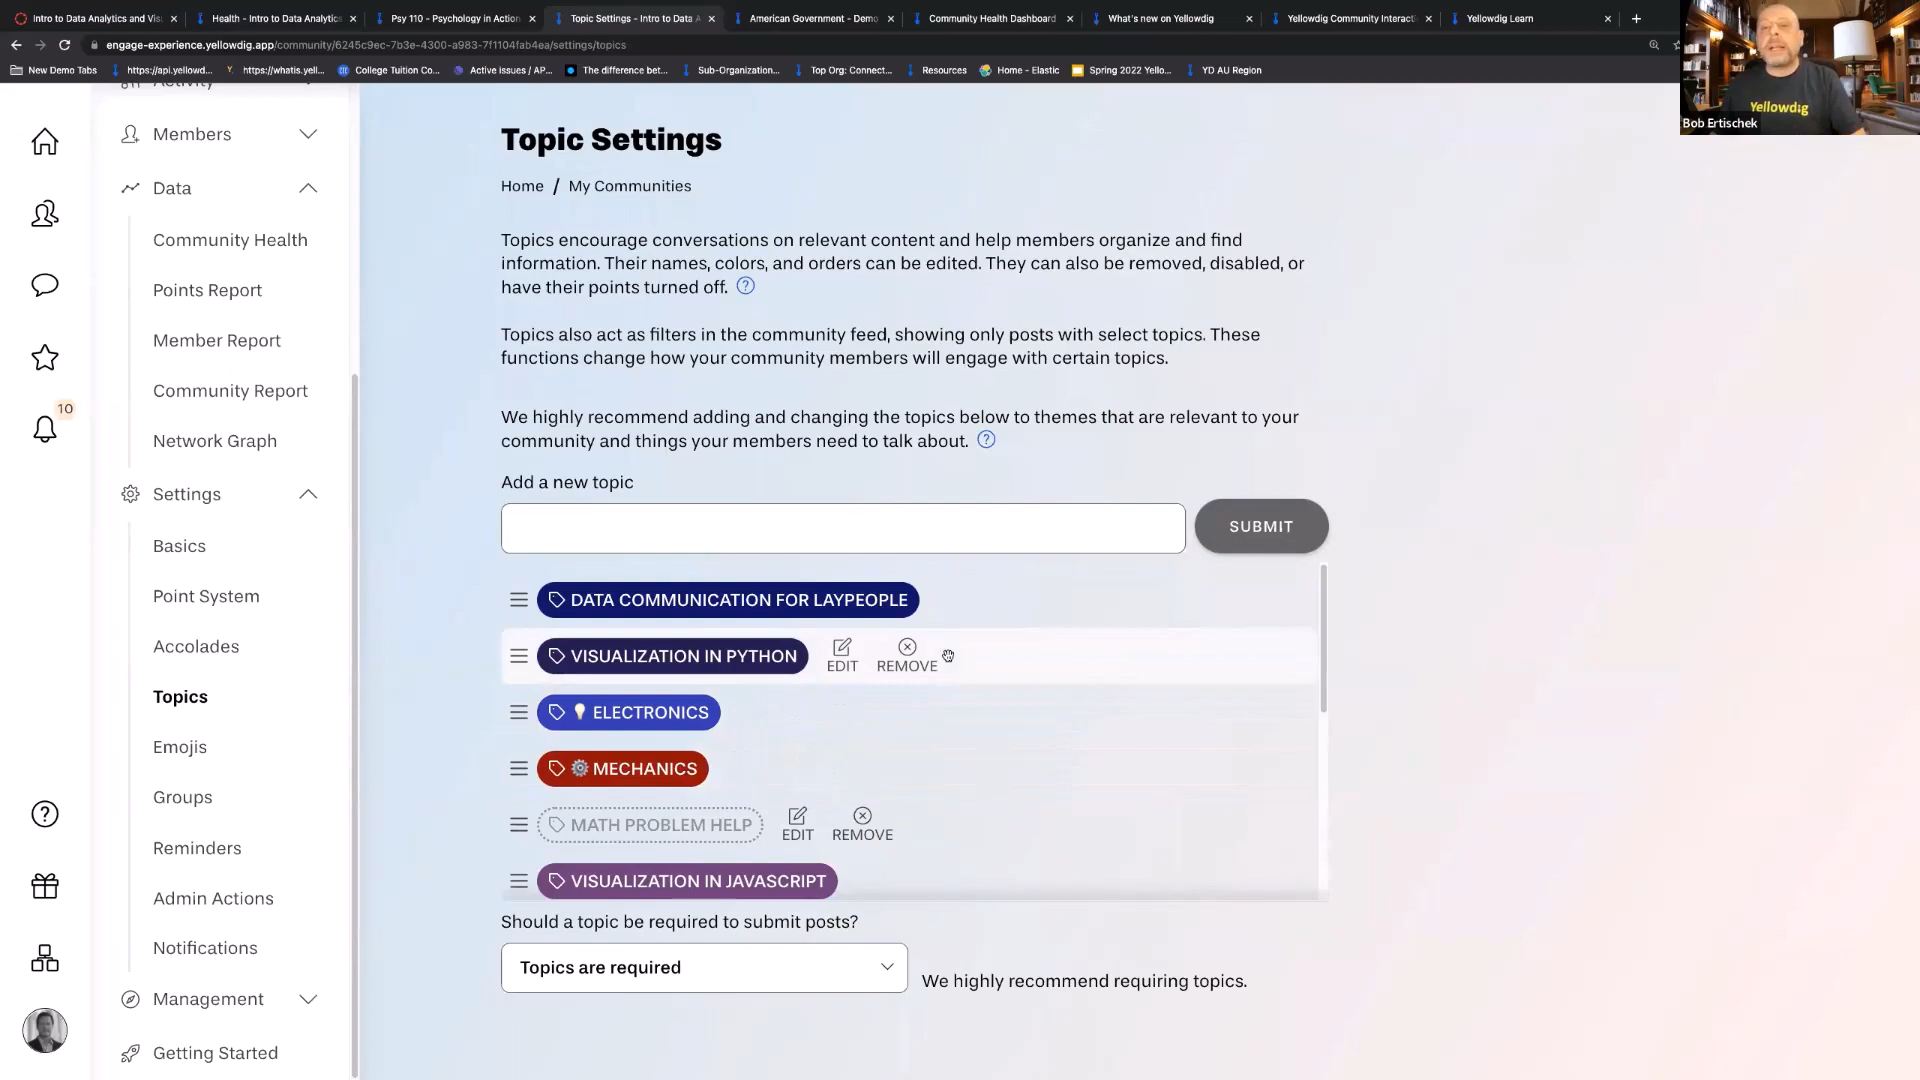 Intro to Data Analytics and Vis
Health - Intro to Data Analytics
Psy 110 - Psychology in Action
Topic Settings - Intro to Data A
American Government - Demo
Community Health Dashboard
What's new on Yellowdig
Yellowdig Community Interacti
Yellowdig Learn
engage-experience.yellowdig.app/community/6245c9ec-7b3e-4300-a983-7f1104fab4ea/settings/topics
New Demo Tabs
https://api.yellowd...
https://whatis.yell...
College Tuition Co...
Active issues / AP...
The difference bet...
Sub-Organization...
Top Org: Connect...
Resources
Home - Elastic
Spring 2022 Yello...
YD AU Region
Yellowdig
Bob Ertischek
10
Activity
Members
Data
Community Health
Points Report
Member Report
Community Report
Network Graph
Settings
Basics
Point System
Accolades
Topics
Emojis
Groups
Reminders
Admin Actions
Notifications
Management
Getting Started
Topic Settings
Home / My Communities
Topics encourage conversations on relevant content and help members organize and find
information. Their names, colors, and orders can be edited. They can also be removed, disabled, or
have their points turned off. ?
Topics also act as filters in the community feed, showing only posts with select topics. These
functions change how your community members will engage with certain topics.
We highly recommend adding and changing the topics below to themes that are relevant to your
community and things your members need to talk about. ?
Add a new topic
SUBMIT
DATA COMMUNICATION FOR LAYPEOPLE
VISUALIZATION IN PYTHON EDIT REMOVE
ELECTRONICS
MECHANICS
MATH PROBLEM HELP EDIT REMOVE
VISUALIZATION IN JAVASCRIPT
Should a topic be required to submit posts?
Topics are required
We highly recommend requiring topics.